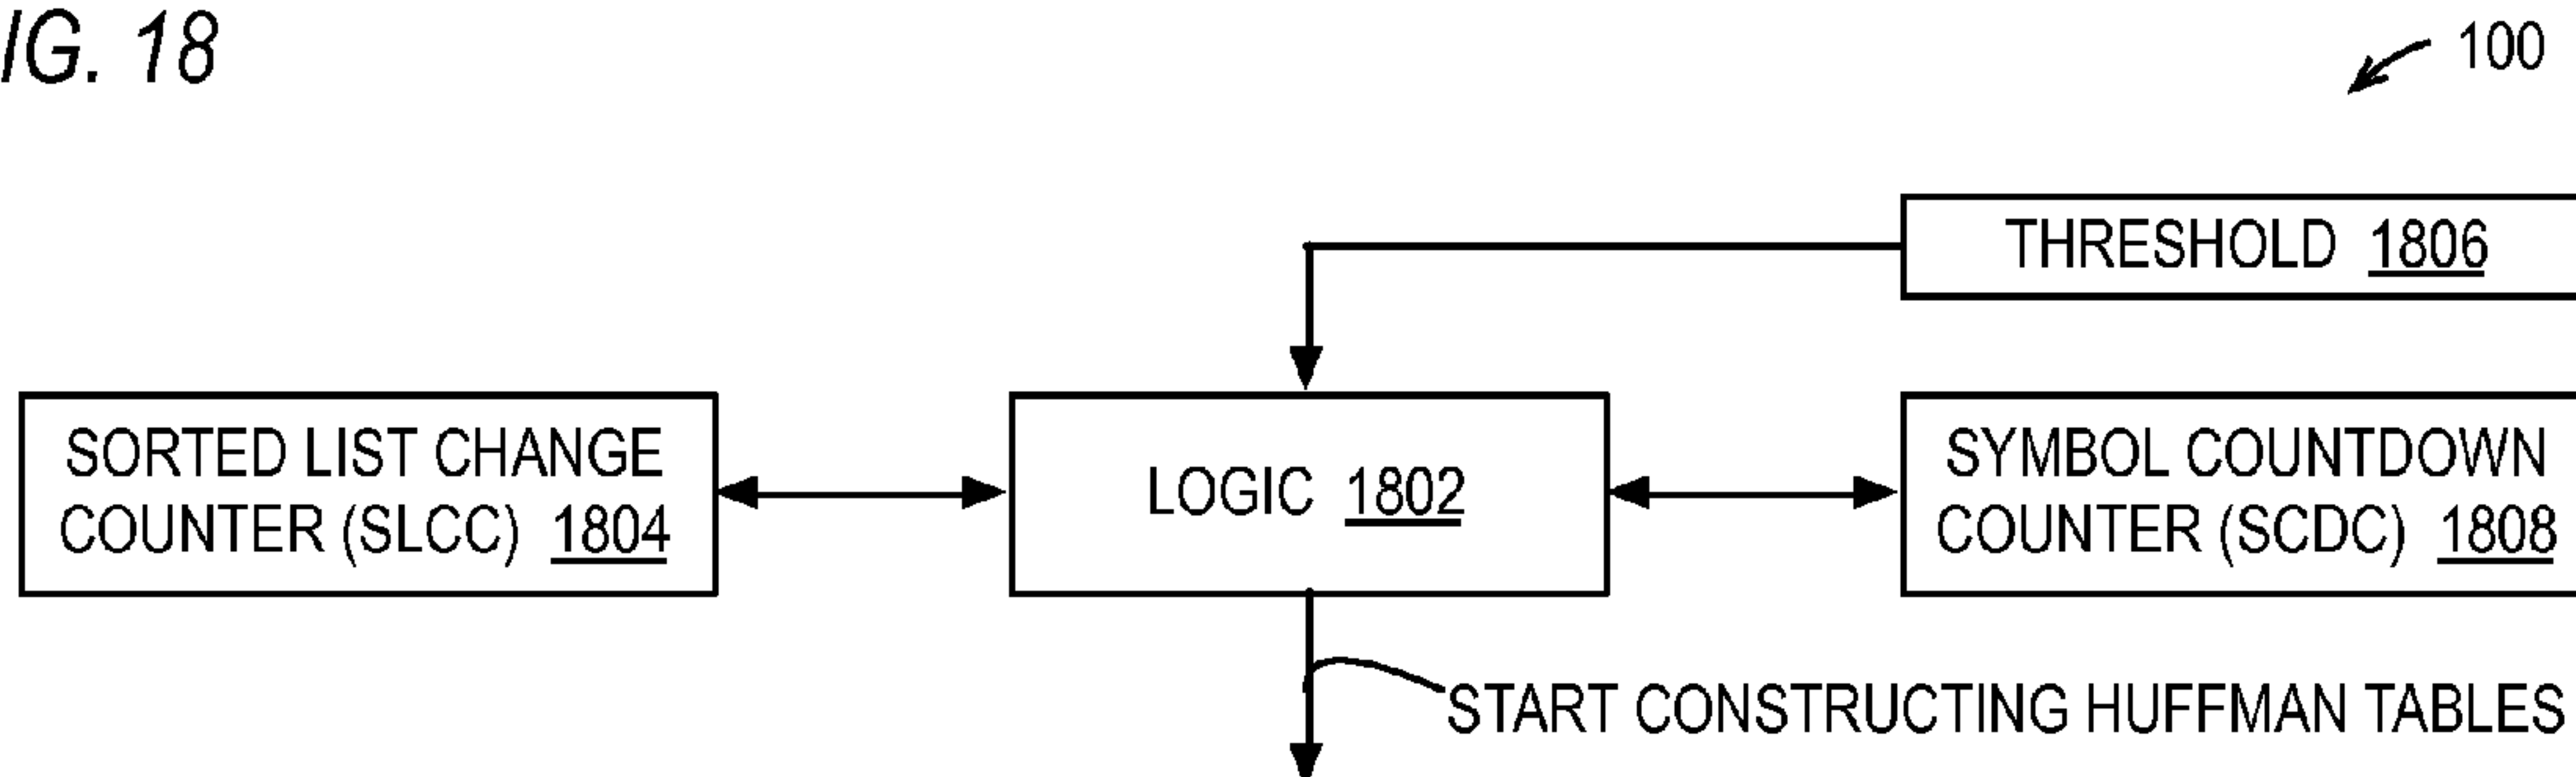 IG. 18
100
THRESHOLD 1806
SORTED LIST CHANGE
COUNTER (SLCC) 1804
LOGIC 1802
SYMBOL COUNTDOWN
COUNTER (SCDC) 1808
START CONSTRUCTING HUFFMAN TABLES